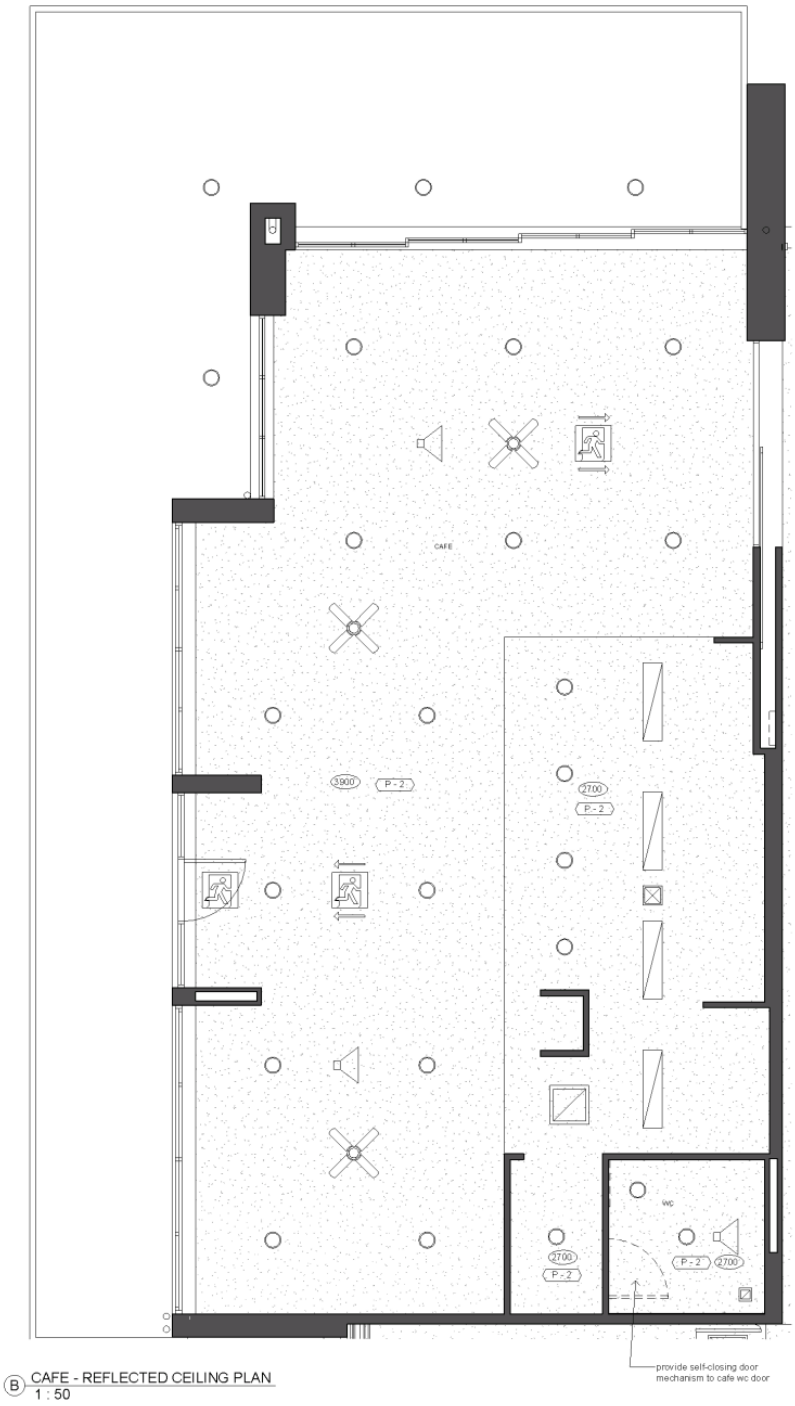 CAFE
3900
P - 2
2700
P - 2
WC
P - 2
2700
2700
P - 2
provide self-closing door
mechanism to cafe wc door
B
CAFE - REFLECTED CEILING PLAN
1 : 50